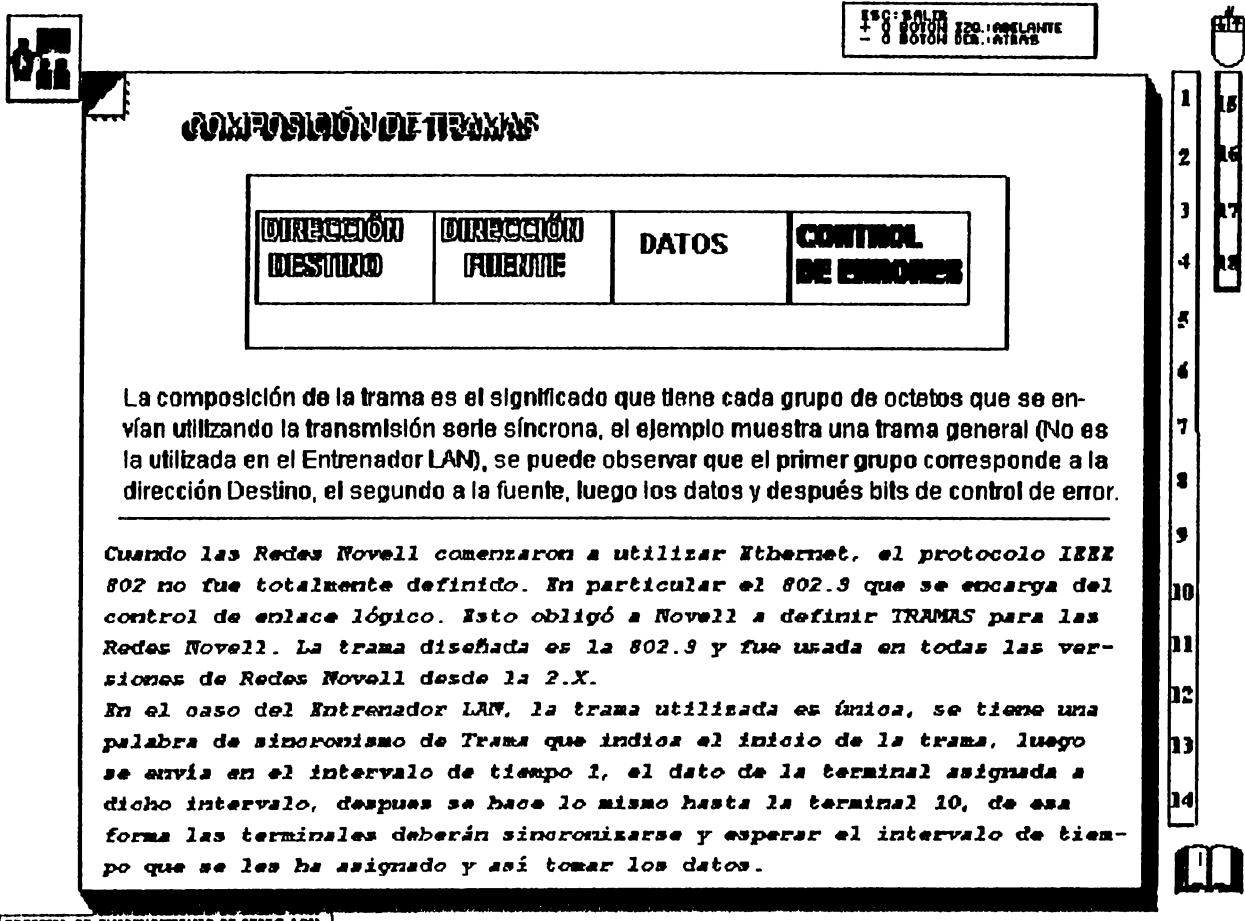 ESC: SALIR
+ O BOTON IZQ.: ADELANTE
- O BOTON DER.: ATRAS
COMPOSICIÓN DE TRAMAS
DIRECCIÓN DESTINO
DIRECCIÓN FUENTE
DATOS
CONTROL DE ERRORES
La composición de la trama es el significado que tiene cada grupo de octetos que se en-
vían utilizando la transmisión serie síncrona, el ejemplo muestra una trama general (No es
la utilizada en el Entrenador LAN), se puede observar que el primer grupo corresponde a la
dirección Destino, el segundo a la fuente, luego los datos y después bits de control de error.
Cuando las Redes Novell comenzaron a utilizar Ethernet, el protocolo IEEE
802 no fue totalmente definido. En particular el 802.3 que se encarga del
control de enlace lógico. Esto obligó a Novell a definir TRAMAS para las
Redes Novell. La trama diseñada es la 802.3 y fue usada en todas las ver-
siones de Redes Novell desde la 2.X.
En el caso del Entrenador LAN, la trama utilizada es única, se tiene una
palabra de sincronismo de Trama que indica el inicio de la trama, luego
se envía en el intervalo de tiempo 1, el dato de la terminal asignada a
dicho intervalo, despues se hace lo mismo hasta la terminal 10, de esa
forma las terminales deberán sincronizarse y esperar el intervalo de tiem-
po que se les ha asignado y así tomar los datos.
1
2
3
4
5
6
7
8
9
10
11
12
13
14
15
16
17
18